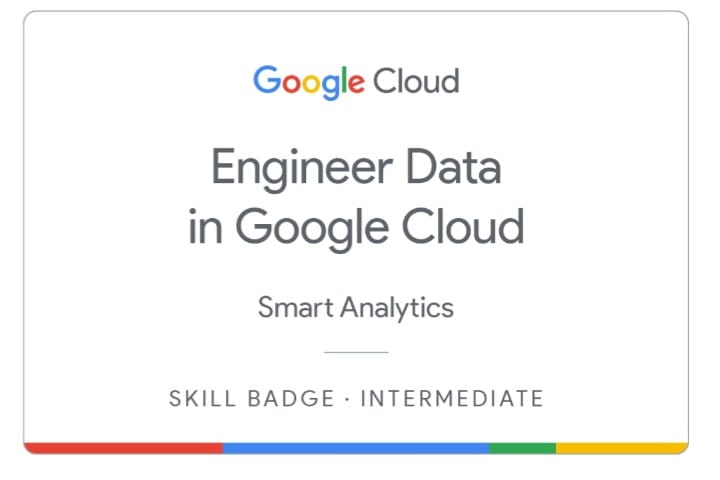 Google Cloud
Engineer Data
in Google Cloud
Smart Analytics
SKILL BADGE · INTERMEDIATE